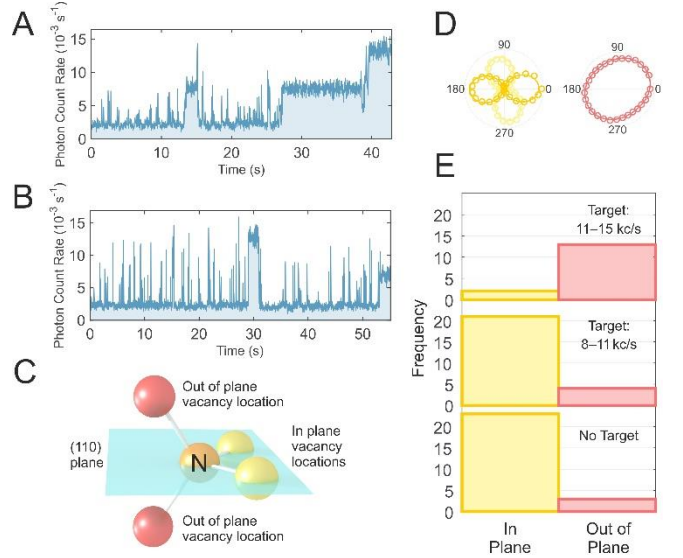 A
Photon Count Rate (10⁻³ s⁻¹)
15
10
5
0
0 10 20 30 40
Time (s)
B
Photon Count Rate (10⁻³ s⁻¹)
15
10
5
0
0 10 20 30 40 50
Time (s)
C
Out of plane
vacancy location
{110}
plane
N
In plane
vacancy
locations
Out of plane
vacancy location
D
90
180
0
270
90
180
0
270
E
Frequency
20
15
10
5
0
Target:
11–15 kc/s
20
15
10
5
0
Target:
8–11 kc/s
20
15
10
5
0
No Target
In
Plane
Out of
Plane